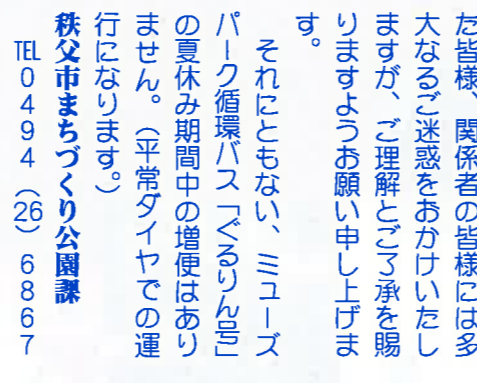 た皆様、関係者の皆様には多
大なるご迷惑をおかけいたし
ますが、ご理解とご了承を賜
りますようお願い申し上げま
す。
それにともない、ミューズ
パーク循環バス「ぐるりん号」
の夏休み期間中の増便はあり
ません。（平常ダイヤでの運
行になります。）
秩父市まちづくり公園課
TEL0494（26）6867